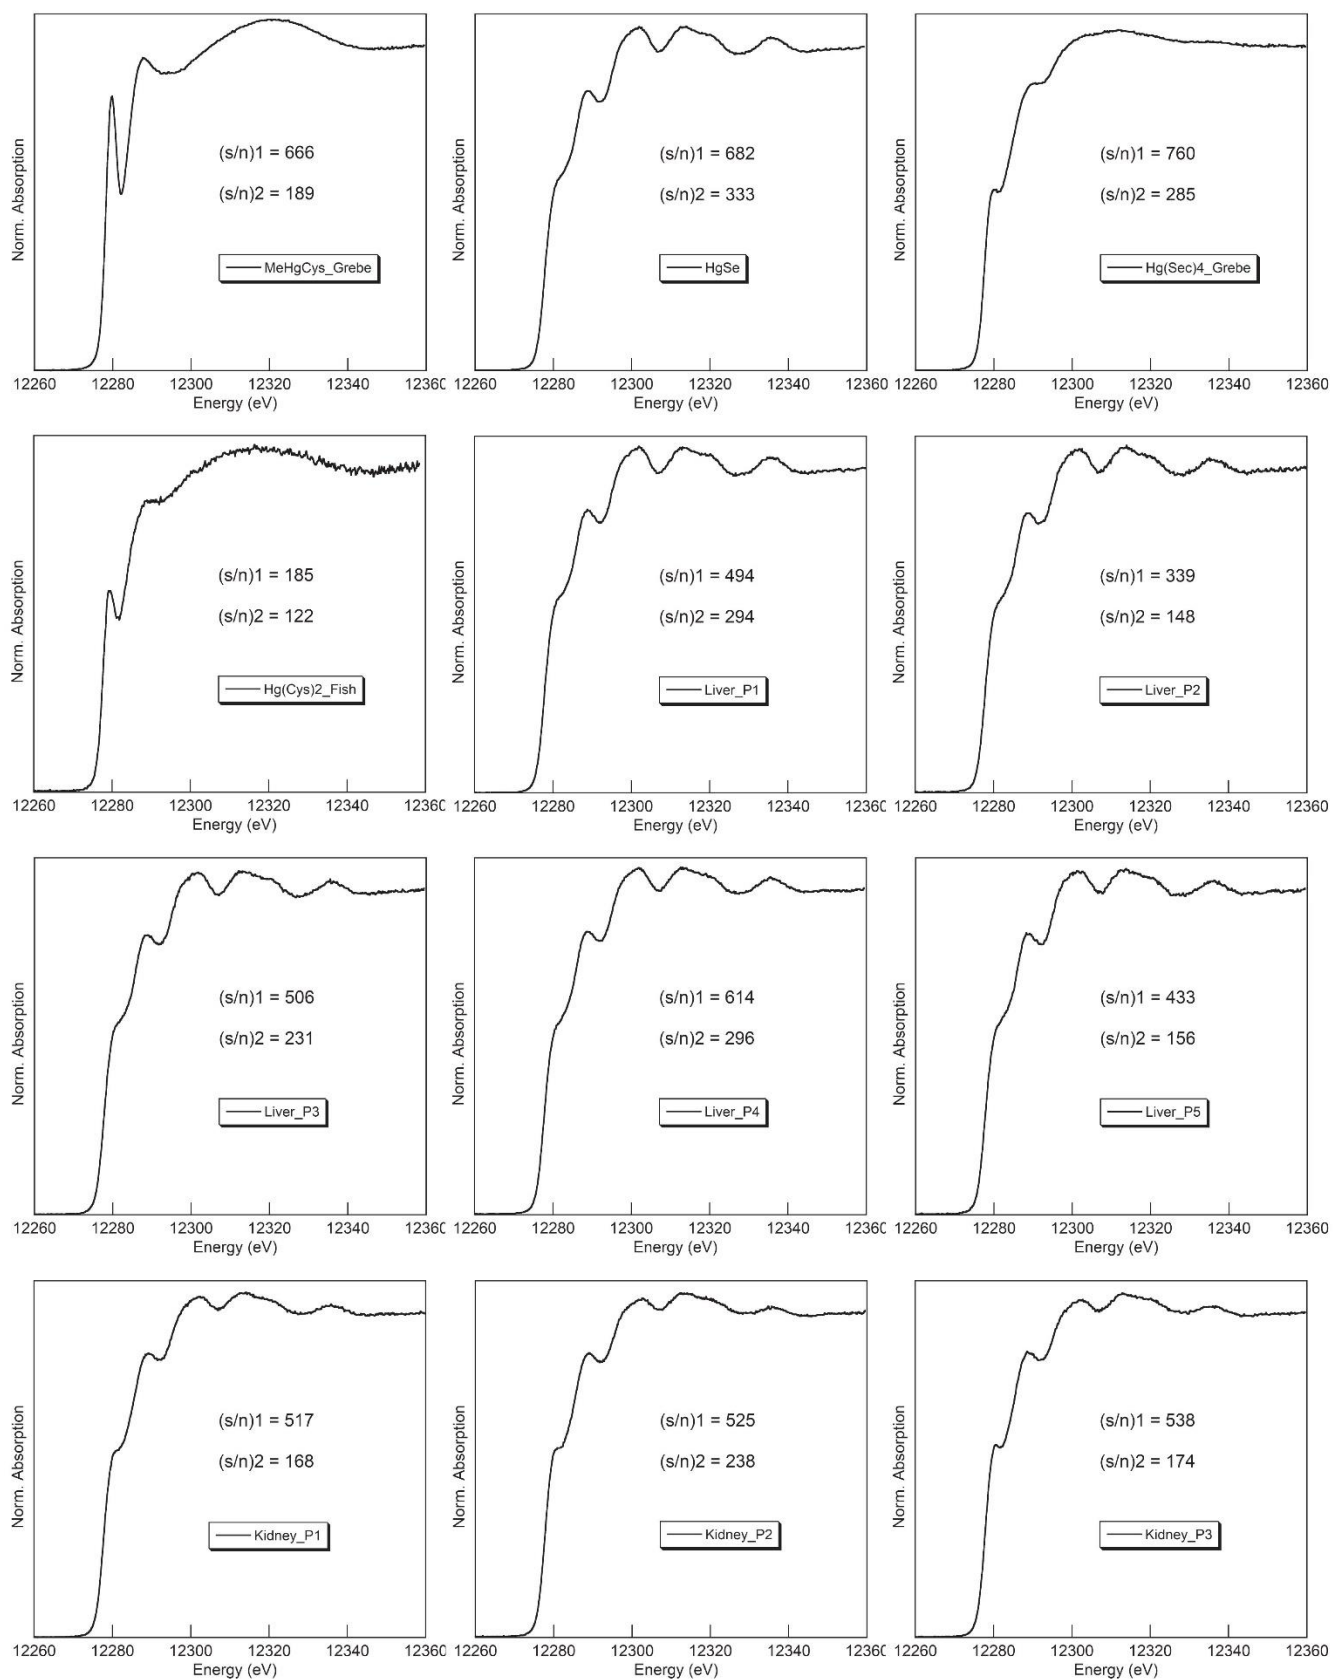 Norm. Absorption
(s/n)1 = 666
(s/n)2 = 189
MeHgCys_Grebe
12260 12280 12300 12320 12340 12360
Energy (eV)
Norm. Absorption
(s/n)1 = 682
(s/n)2 = 333
HgSe
12260 12280 12300 12320 12340 12360
Energy (eV)
Norm. Absorption
(s/n)1 = 760
(s/n)2 = 285
Hg(Sec)4_Grebe
12260 12280 12300 12320 12340 12360
Energy (eV)
Norm. Absorption
(s/n)1 = 185
(s/n)2 = 122
Hg(Cys)2_Fish
12260 12280 12300 12320 12340 12360
Energy (eV)
Norm. Absorption
(s/n)1 = 494
(s/n)2 = 294
Liver_P1
12260 12280 12300 12320 12340 12360
Energy (eV)
Norm. Absorption
(s/n)1 = 339
(s/n)2 = 148
Liver_P2
12260 12280 12300 12320 12340 12360
Energy (eV)
Norm. Absorption
(s/n)1 = 506
(s/n)2 = 231
Liver_P3
12260 12280 12300 12320 12340 12360
Energy (eV)
Norm. Absorption
(s/n)1 = 614
(s/n)2 = 296
Liver_P4
12260 12280 12300 12320 12340 12360
Energy (eV)
Norm. Absorption
(s/n)1 = 433
(s/n)2 = 156
Liver_P5
12260 12280 12300 12320 12340 12360
Energy (eV)
Norm. Absorption
(s/n)1 = 517
(s/n)2 = 168
Kidney_P1
12260 12280 12300 12320 12340 12360
Energy (eV)
Norm. Absorption
(s/n)1 = 525
(s/n)2 = 238
Kidney_P2
12260 12280 12300 12320 12340 12360
Energy (eV)
Norm. Absorption
(s/n)1 = 538
(s/n)2 = 174
Kidney_P3
12260 12280 12300 12320 12340 12360
Energy (eV)